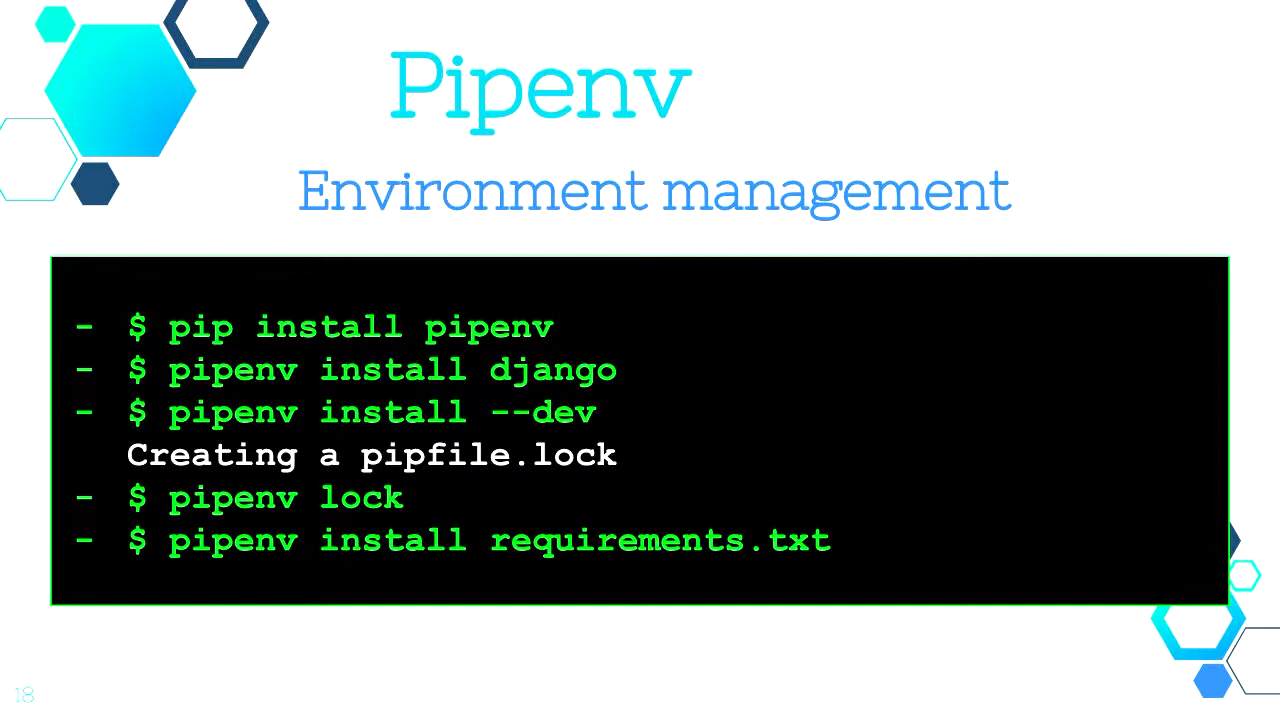 Pipenv
Environment management
- $ pip install pipenv
- $ pipenv install django
- $ pipenv install --dev
Creating a pipfile.lock
- $ pipenv lock
- $ pipenv install requirements.txt
18